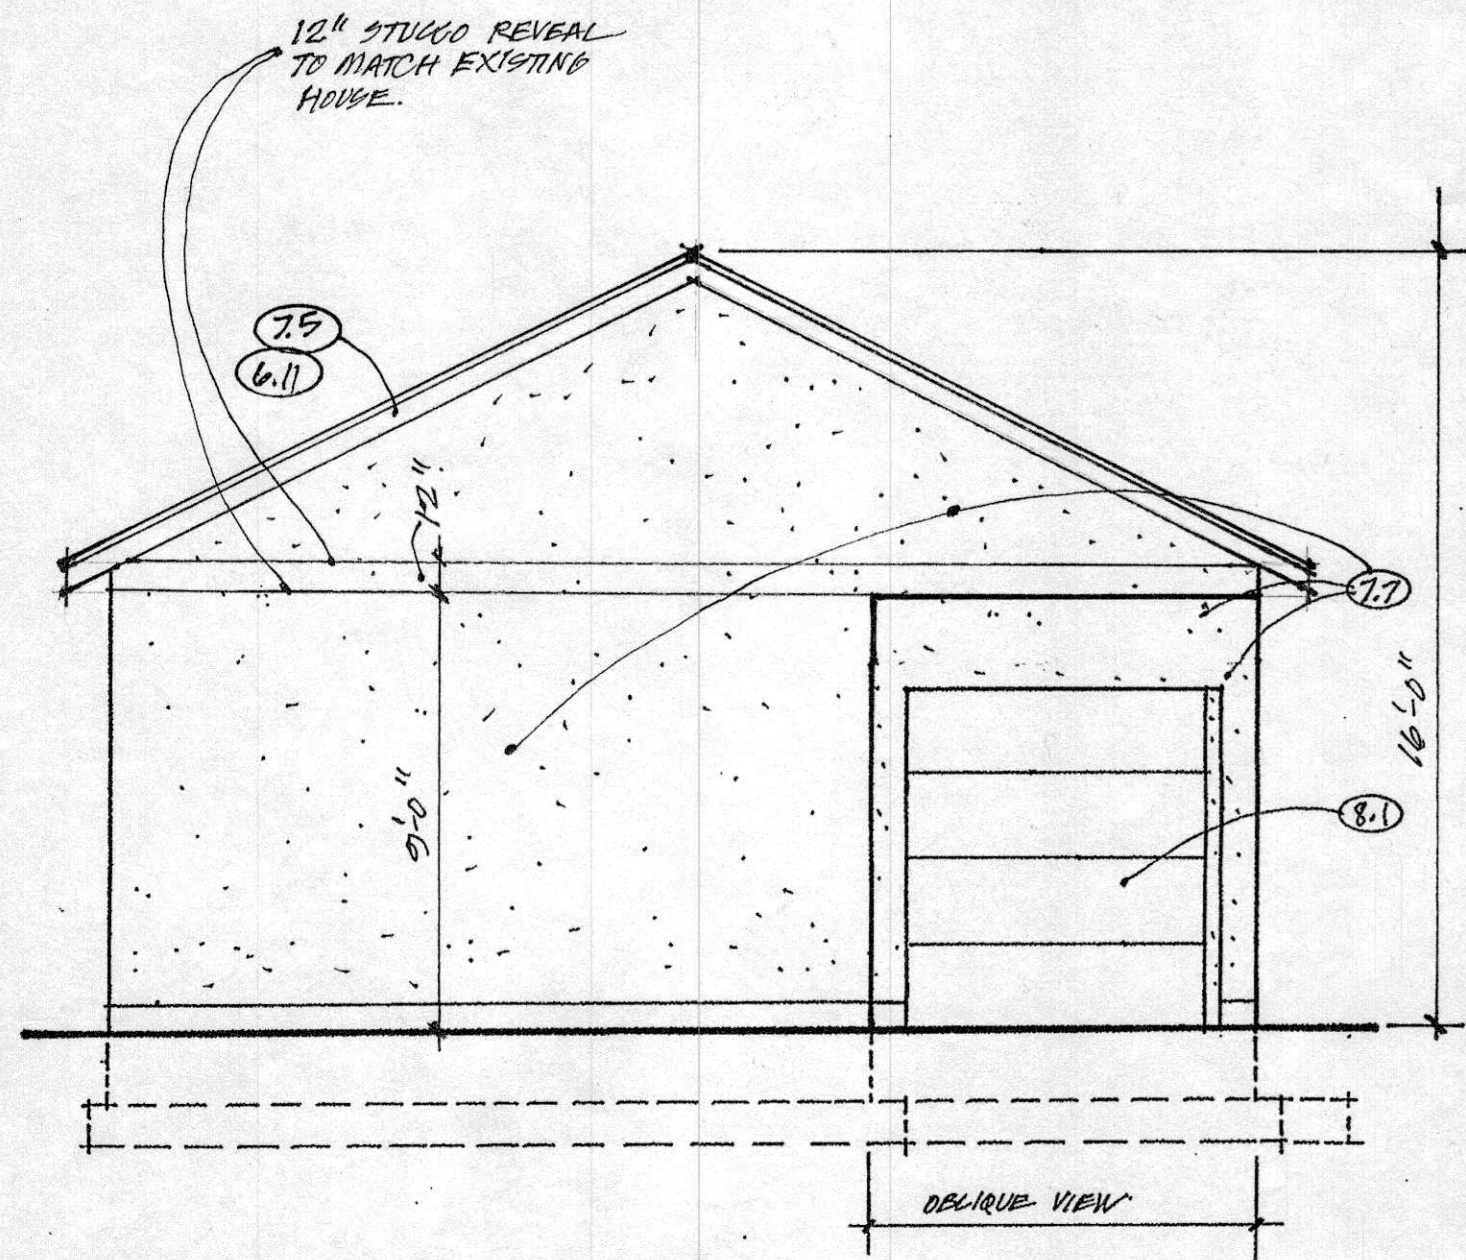 12" STUCCO REVEAL
TO MATCH EXISTING
HOUSE.
7.5
6.11
12"
7.7
16'-0"
9'-0"
8.1
OBLIQUE VIEW